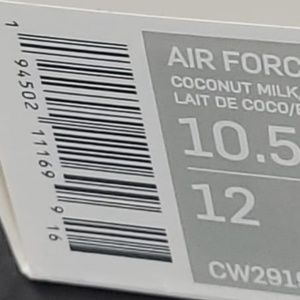 1 94502 11169 9 16
AIR FORC
COCONUT MILK
LAIT DE COCO/
10.5
12
CW291